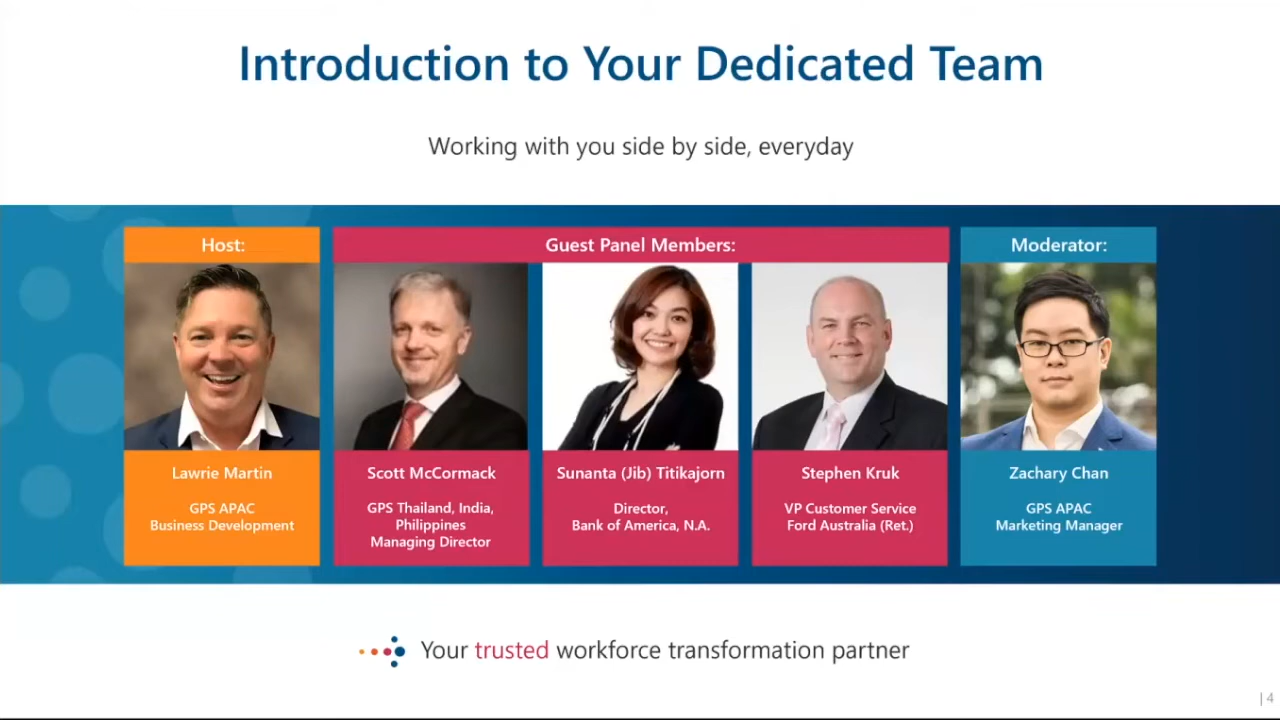 Introduction to Your Dedicated Team
Working with you side by side, everyday
Host:
Guest Panel Members:
Moderator:
Lawrie Martin
GPS APAC
Business Development
Scott McCormack
GPS Thailand, India,
Philippines
Managing Director
Sunanta (Jib) Titikajorn
Director,
Bank of America, N.A.
Stephen Kruk
VP Customer Service
Ford Australia (Ret.)
Zachary Chan
GPS APAC
Marketing Manager
Your trusted workforce transformation partner
| 4